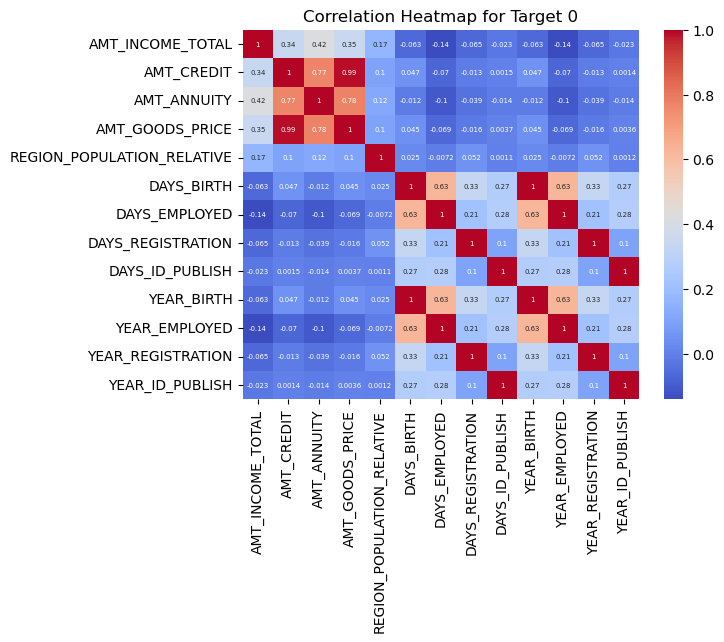 Correlation Heatmap for Target 0
AMT_INCOME_TOTAL 1 0.34 0.42 0.35 0.17 -0.063 -0.14 -0.065 -0.023 -0.063 -0.14 -0.065 -0.023
AMT_CREDIT 0.34 1 0.77 0.99 0.1 0.047 -0.07 -0.013 0.0015 0.047 -0.07 -0.013 0.0014
AMT_ANNUITY 0.42 0.77 1 0.78 0.12 -0.012 -0.1 -0.039 -0.014 -0.012 -0.1 -0.039 -0.014
AMT_GOODS_PRICE 0.35 0.99 0.78 1 0.1 0.045 -0.069 -0.016 0.0037 0.045 -0.069 -0.016 0.0036
REGION_POPULATION_RELATIVE 0.17 0.1 0.12 0.1 1 0.025 -0.0072 0.052 0.0011 0.025 -0.0072 0.052 0.0012
DAYS_BIRTH -0.063 0.047 -0.012 0.045 0.025 1 0.63 0.33 0.27 1 0.63 0.33 0.27
DAYS_EMPLOYED -0.14 -0.07 -0.1 -0.069 -0.0072 0.63 1 0.21 0.28 0.63 1 0.21 0.28
DAYS_REGISTRATION -0.065 -0.013 -0.039 -0.016 0.052 0.33 0.21 1 0.1 0.33 0.21 1 0.1
DAYS_ID_PUBLISH -0.023 0.0015 -0.014 0.0037 0.0011 0.27 0.28 0.1 1 0.27 0.28 0.1 1
YEAR_BIRTH -0.063 0.047 -0.012 0.045 0.025 1 0.63 0.33 0.27 1 0.63 0.33 0.27
YEAR_EMPLOYED -0.14 -0.07 -0.1 -0.069 -0.0072 0.63 1 0.21 0.28 0.63 1 0.21 0.28
YEAR_REGISTRATION -0.065 -0.013 -0.039 -0.016 0.052 0.33 0.21 1 0.1 0.33 0.21 1 0.1
YEAR_ID_PUBLISH -0.023 0.0014 -0.014 0.0036 0.0012 0.27 0.28 0.1 1 0.27 0.28 0.1 1
AMT_INCOME_TOTAL
AMT_CREDIT
AMT_ANNUITY
AMT_GOODS_PRICE
REGION_POPULATION_RELATIVE
DAYS_BIRTH
DAYS_EMPLOYED
DAYS_REGISTRATION
DAYS_ID_PUBLISH
YEAR_BIRTH
YEAR_EMPLOYED
YEAR_REGISTRATION
YEAR_ID_PUBLISH
1.0
0.8
0.6
0.4
0.2
0.0